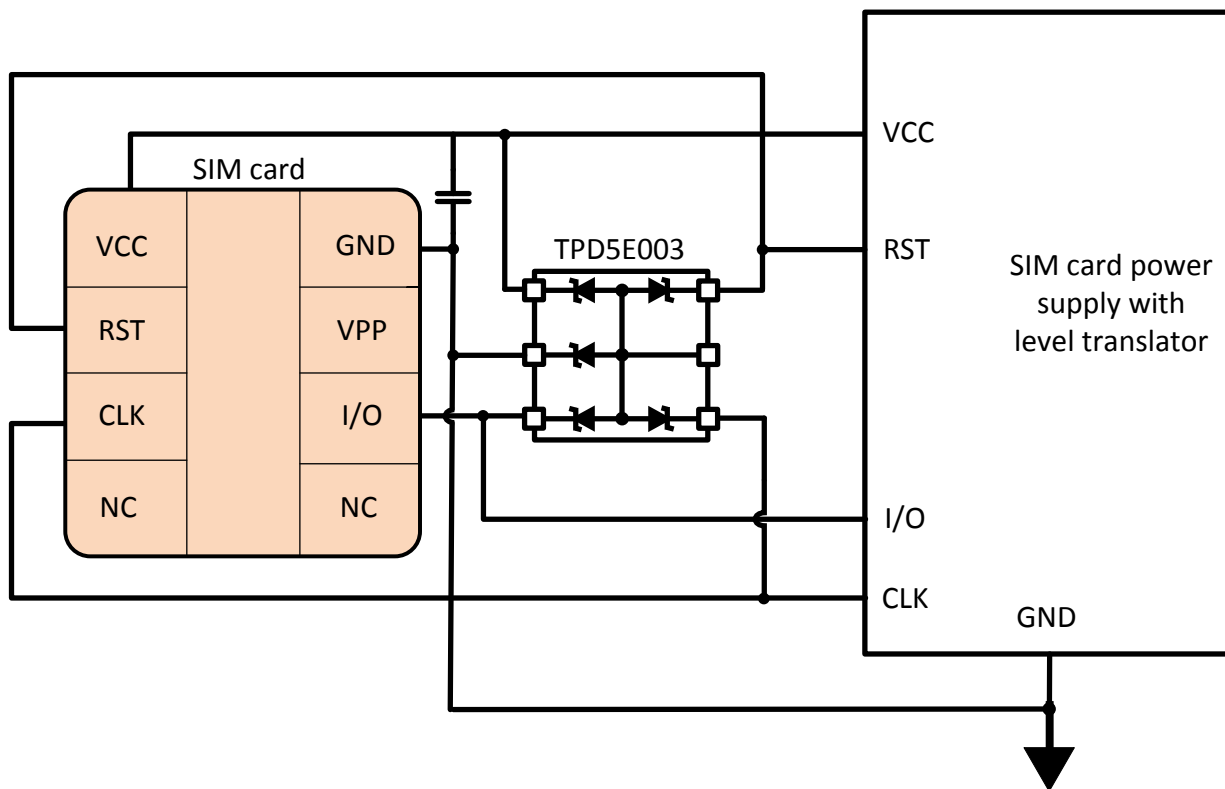 SIM card
VCC
GND
RST
VPP
CLK
I/O
NC
NC
TPD5E003
VCC
RST
SIM card power
supply with
level translator
I/O
CLK
GND